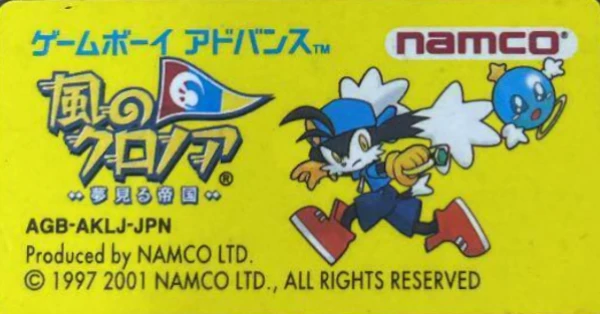 ゲームボーイ アドバンス™
namco®
風の
クロノア®
夢見る帝国
AGB-AKLJ-JPN
Produced by NAMCO LTD.
© 1997 2001 NAMCO LTD., ALL RIGHTS RESERVED